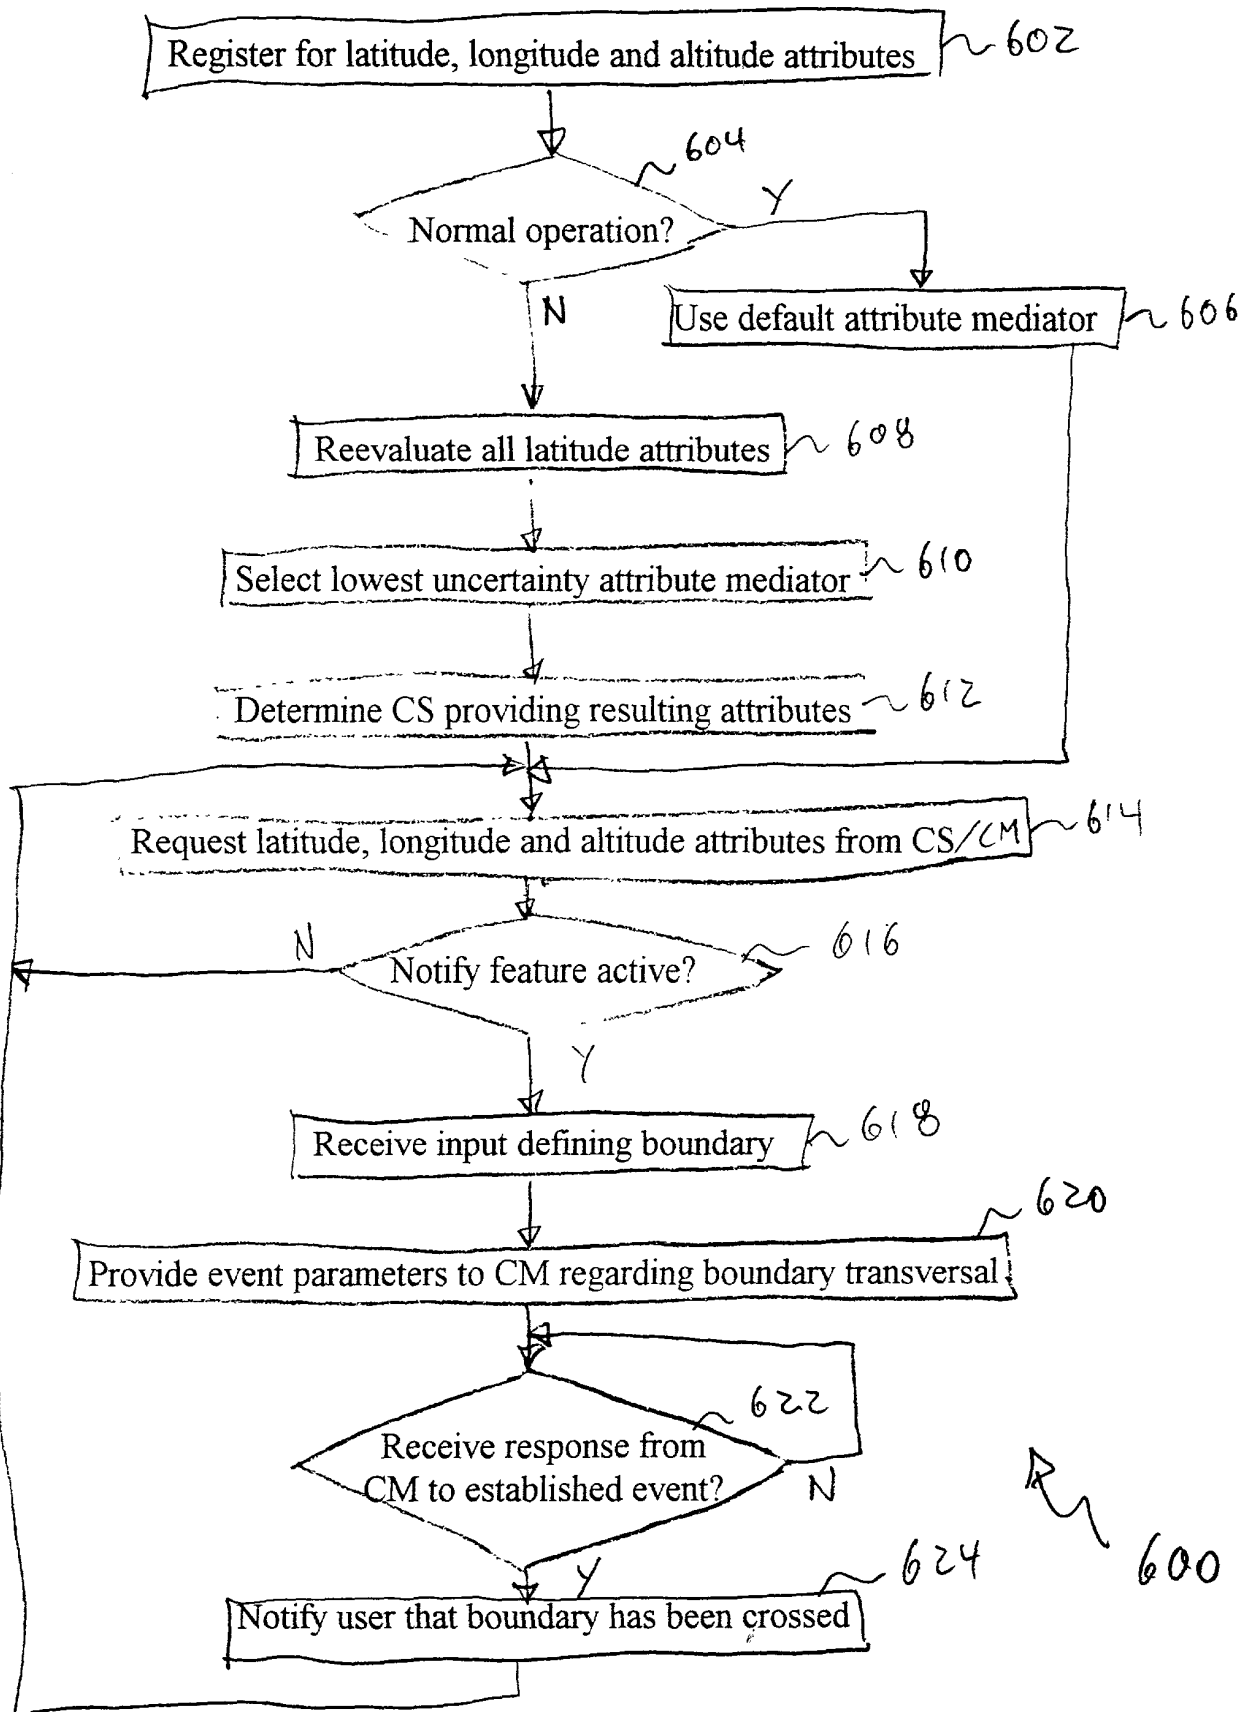 Register for latitude, longitude and altitude attributes
602
604
Normal operation?
Y
N
Use default attribute mediator
606
Reevaluate all latitude attributes
608
Select lowest uncertainty attribute mediator
610
Determine CS providing resulting attributes
612
Request latitude, longitude and altitude attributes from CS/CM
614
N
Notify feature active?
616
Y
Receive input defining boundary
618
620
Provide event parameters to CM regarding boundary transversal
622
Receive response from
CM to established event?
N
Y
624
600
Notify user that boundary has been crossed